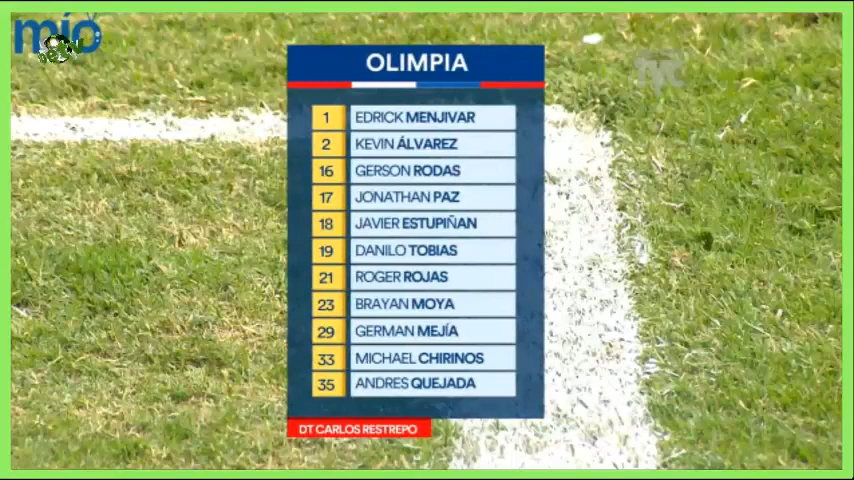 mío
TVC
OLIMPIA
1 EDRICK MENJIVAR
2 KEVIN ÁLVAREZ
16 GERSON RODAS
17 JONATHAN PAZ
18 JAVIER ESTUPIÑAN
19 DANILO TOBIAS
21 ROGER ROJAS
23 BRAYAN MOYA
29 GERMAN MEJÍA
33 MICHAEL CHIRINOS
35 ANDRES QUEJADA
DT CARLOS RESTREPO